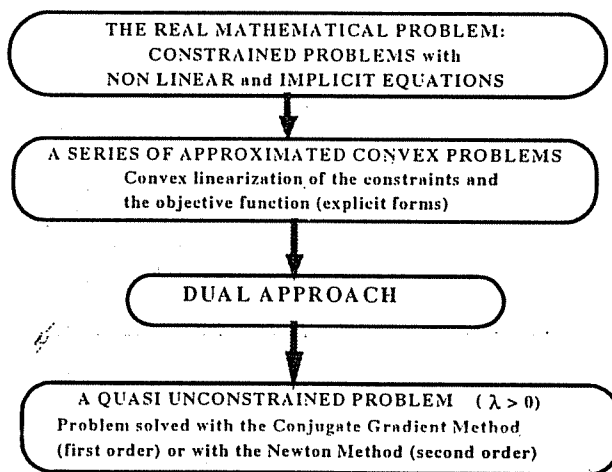 THE REAL MATHEMATICAL PROBLEM:
CONSTRAINED PROBLEMS with
NON LINEAR and IMPLICIT EQUATIONS
A SERIES OF APPROXIMATED CONVEX PROBLEMS
Convex linearization of the constraints and
the objective function (explicit forms)
DUAL APPROACH
A QUASI UNCONSTRAINED PROBLEM ( λ > 0)
Problem solved with the Conjugate Gradient Method
(first order) or with the Newton Method (second order)